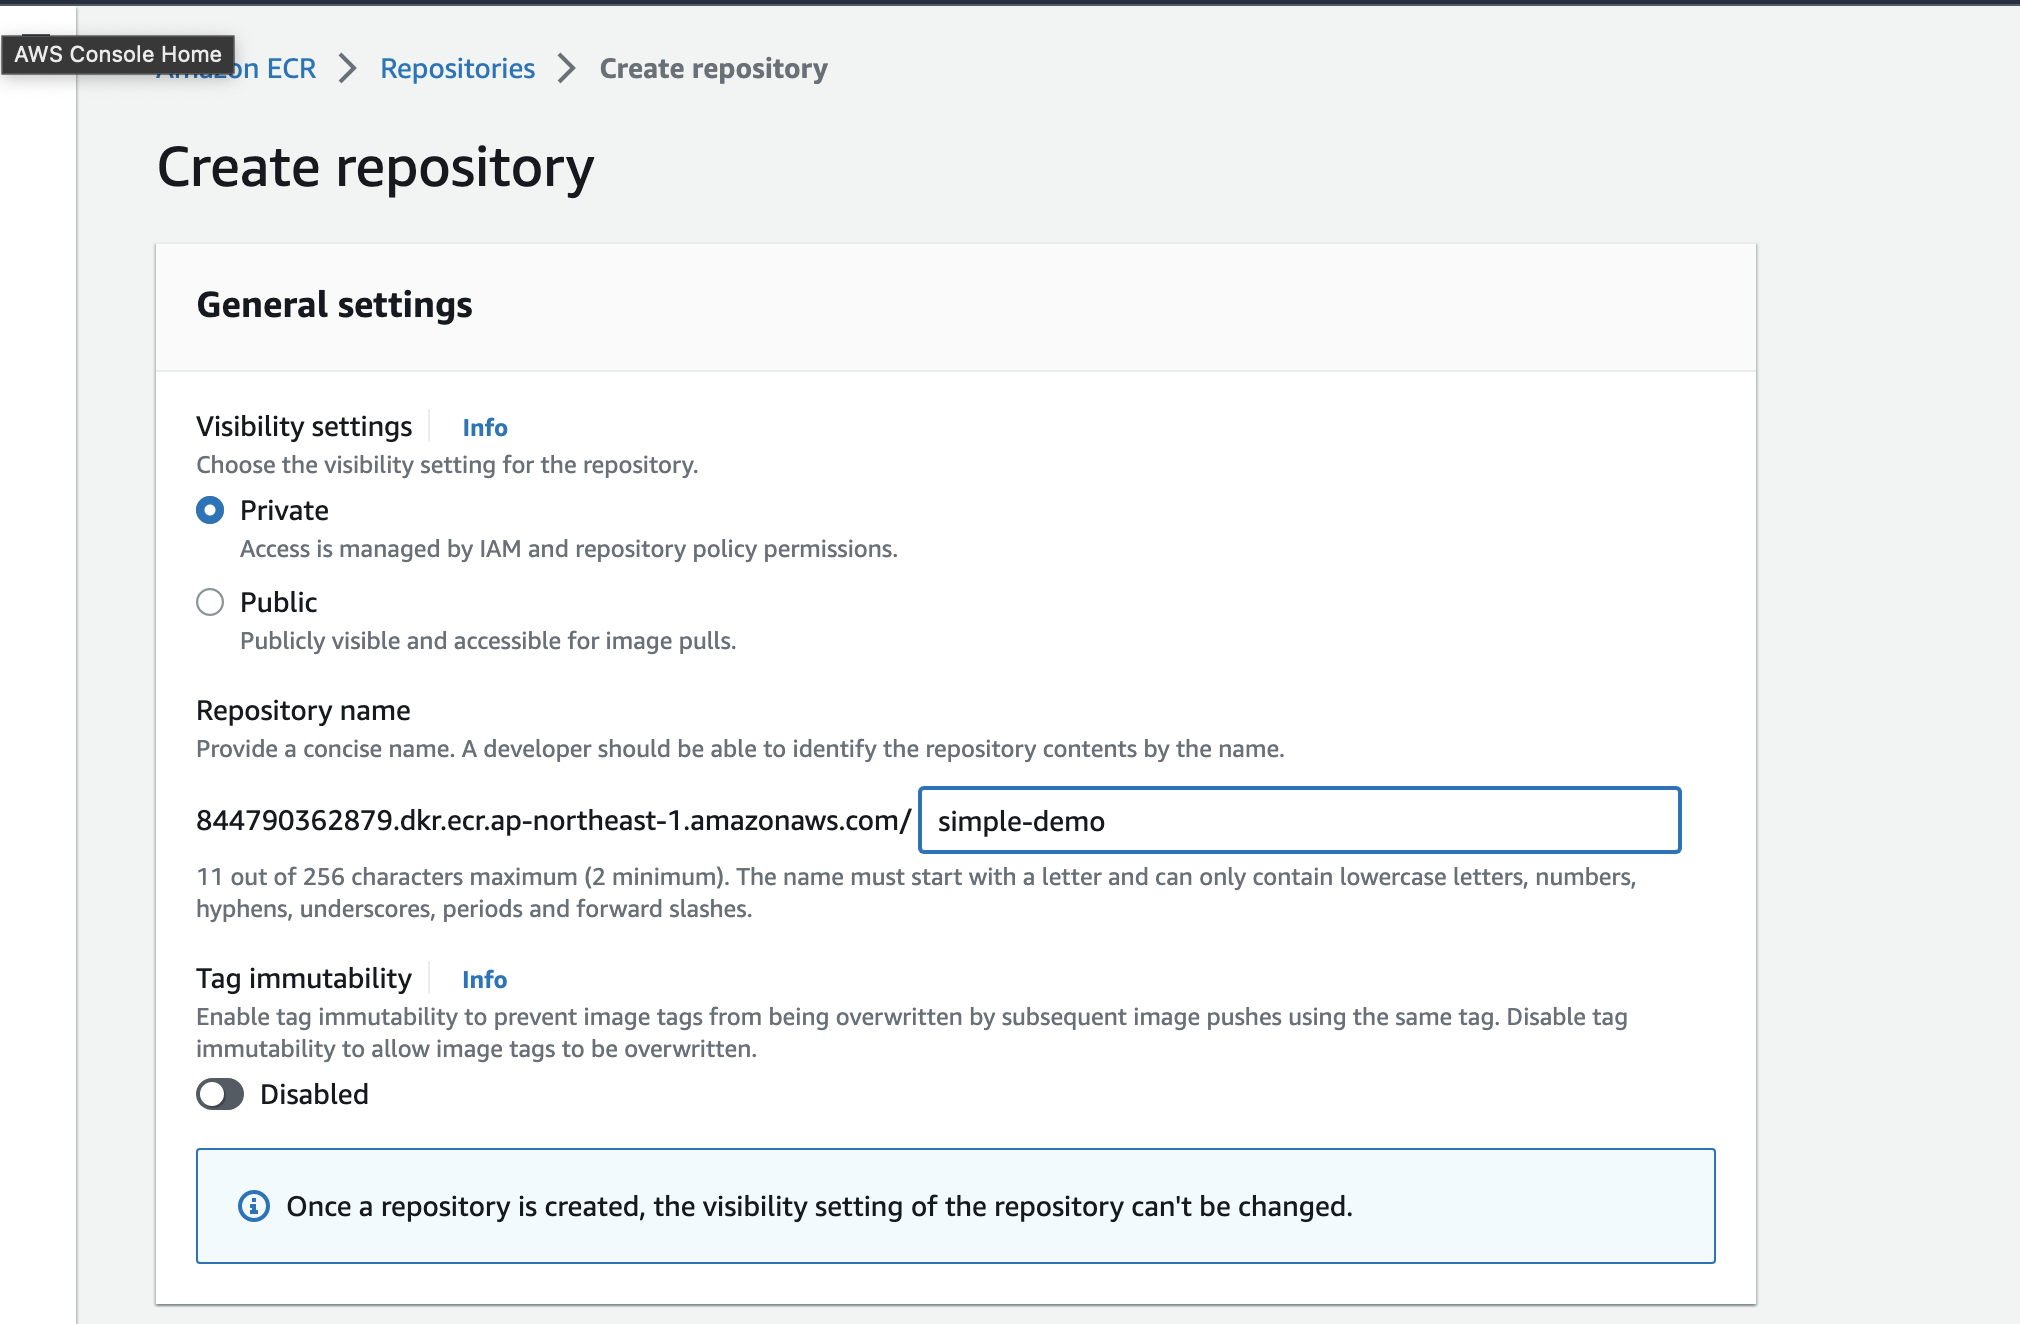 AWS Console Home
Amazon ECR > Repositories > Create repository
Create repository
General settings
Visibility settings Info
Choose the visibility setting for the repository.
Private
Access is managed by IAM and repository policy permissions.
Public
Publicly visible and accessible for image pulls.
Repository name
Provide a concise name. A developer should be able to identify the repository contents by the name.
844790362879.dkr.ecr.ap-northeast-1.amazonaws.com/ simple-demo
11 out of 256 characters maximum (2 minimum). The name must start with a letter and can only contain lowercase letters, numbers,
hyphens, underscores, periods and forward slashes.
Tag immutability Info
Enable tag immutability to prevent image tags from being overwritten by subsequent image pushes using the same tag. Disable tag
immutability to allow image tags to be overwritten.
Disabled
Once a repository is created, the visibility setting of the repository can't be changed.